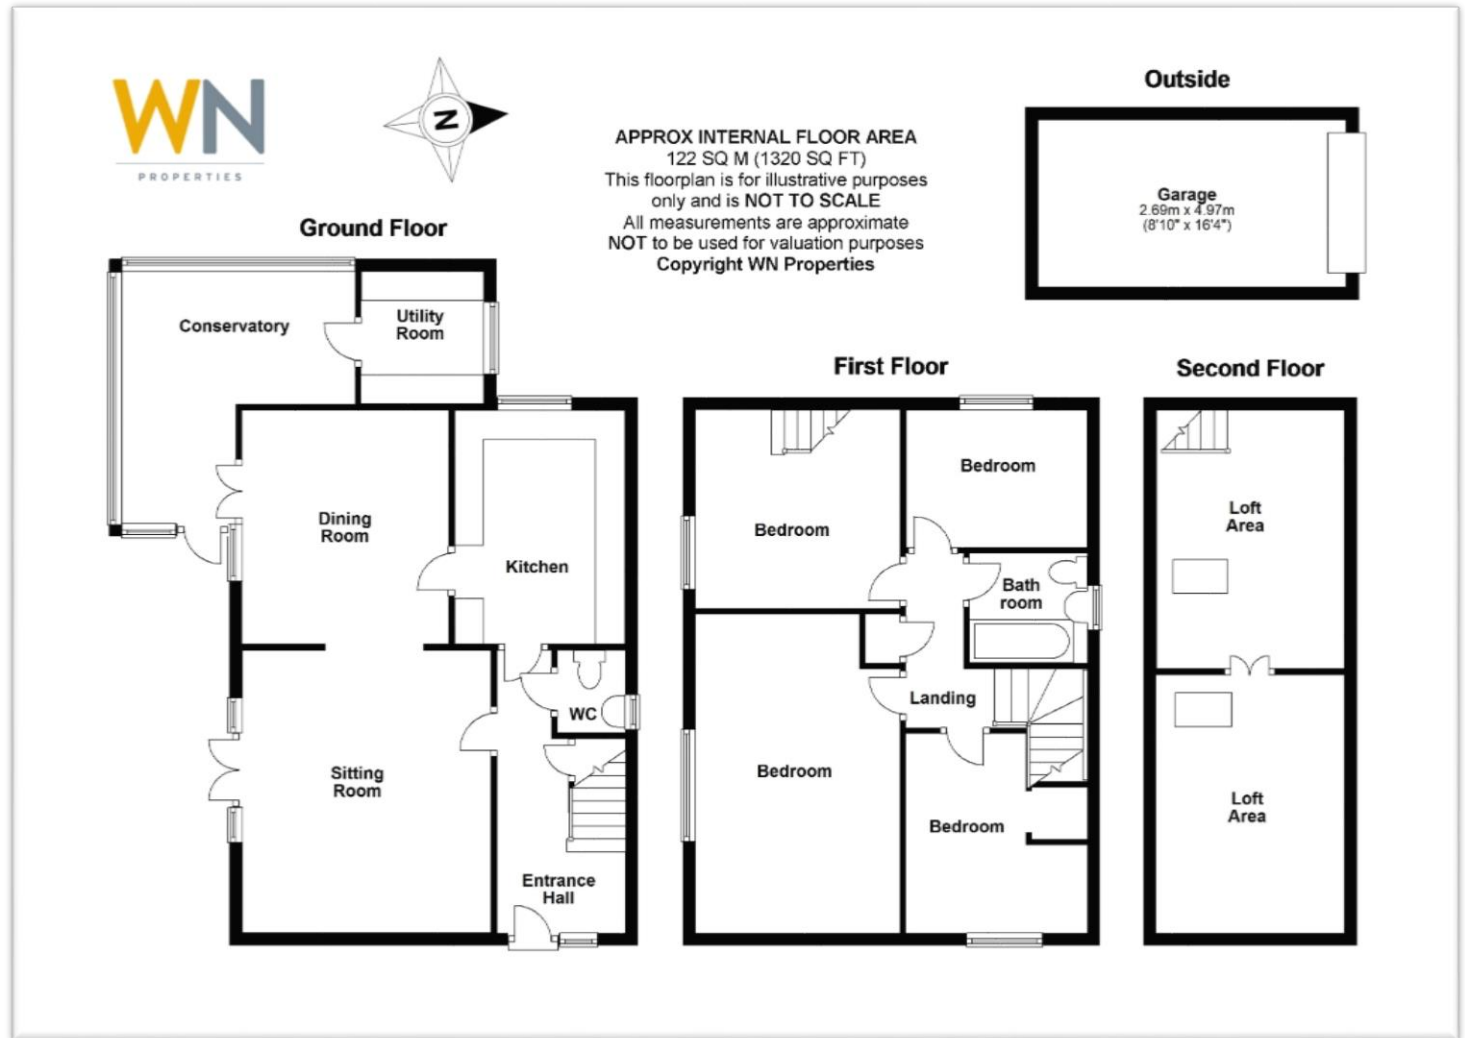 WN
PROPERTIES
N
APPROX INTERNAL FLOOR AREA
122 SQ M (1320 SQ FT)
This floorplan is for illustrative purposes
only and is NOT TO SCALE
All measurements are approximate
NOT to be used for valuation purposes
Copyright WN Properties
Outside
Garage
2.69m x 4.97m
(8'10" x 16'4")
Ground Floor
Conservatory
Utility
Room
Dining
Room
Kitchen
WC
Sitting
Room
Entrance
Hall
First Floor
Bedroom
Bedroom
Bath
room
Landing
Bedroom
Bedroom
Second Floor
Loft
Area
Loft
Area